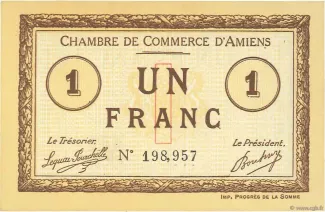 CHAMBRE DE COMMERCE D'AMIENS
1 UN 1
FRANC
Le Trésorier, Le Président,
Nº 198,957
IMP. PROGRÈS DE LA SOMME